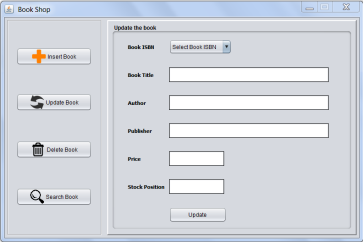 Book Shop
Update the book
Insert Book
Book ISBN Select Book ISBN
Book Title
Update Book
Author
Publisher
Delete Book
Price
Stock Position
Search Book
Update